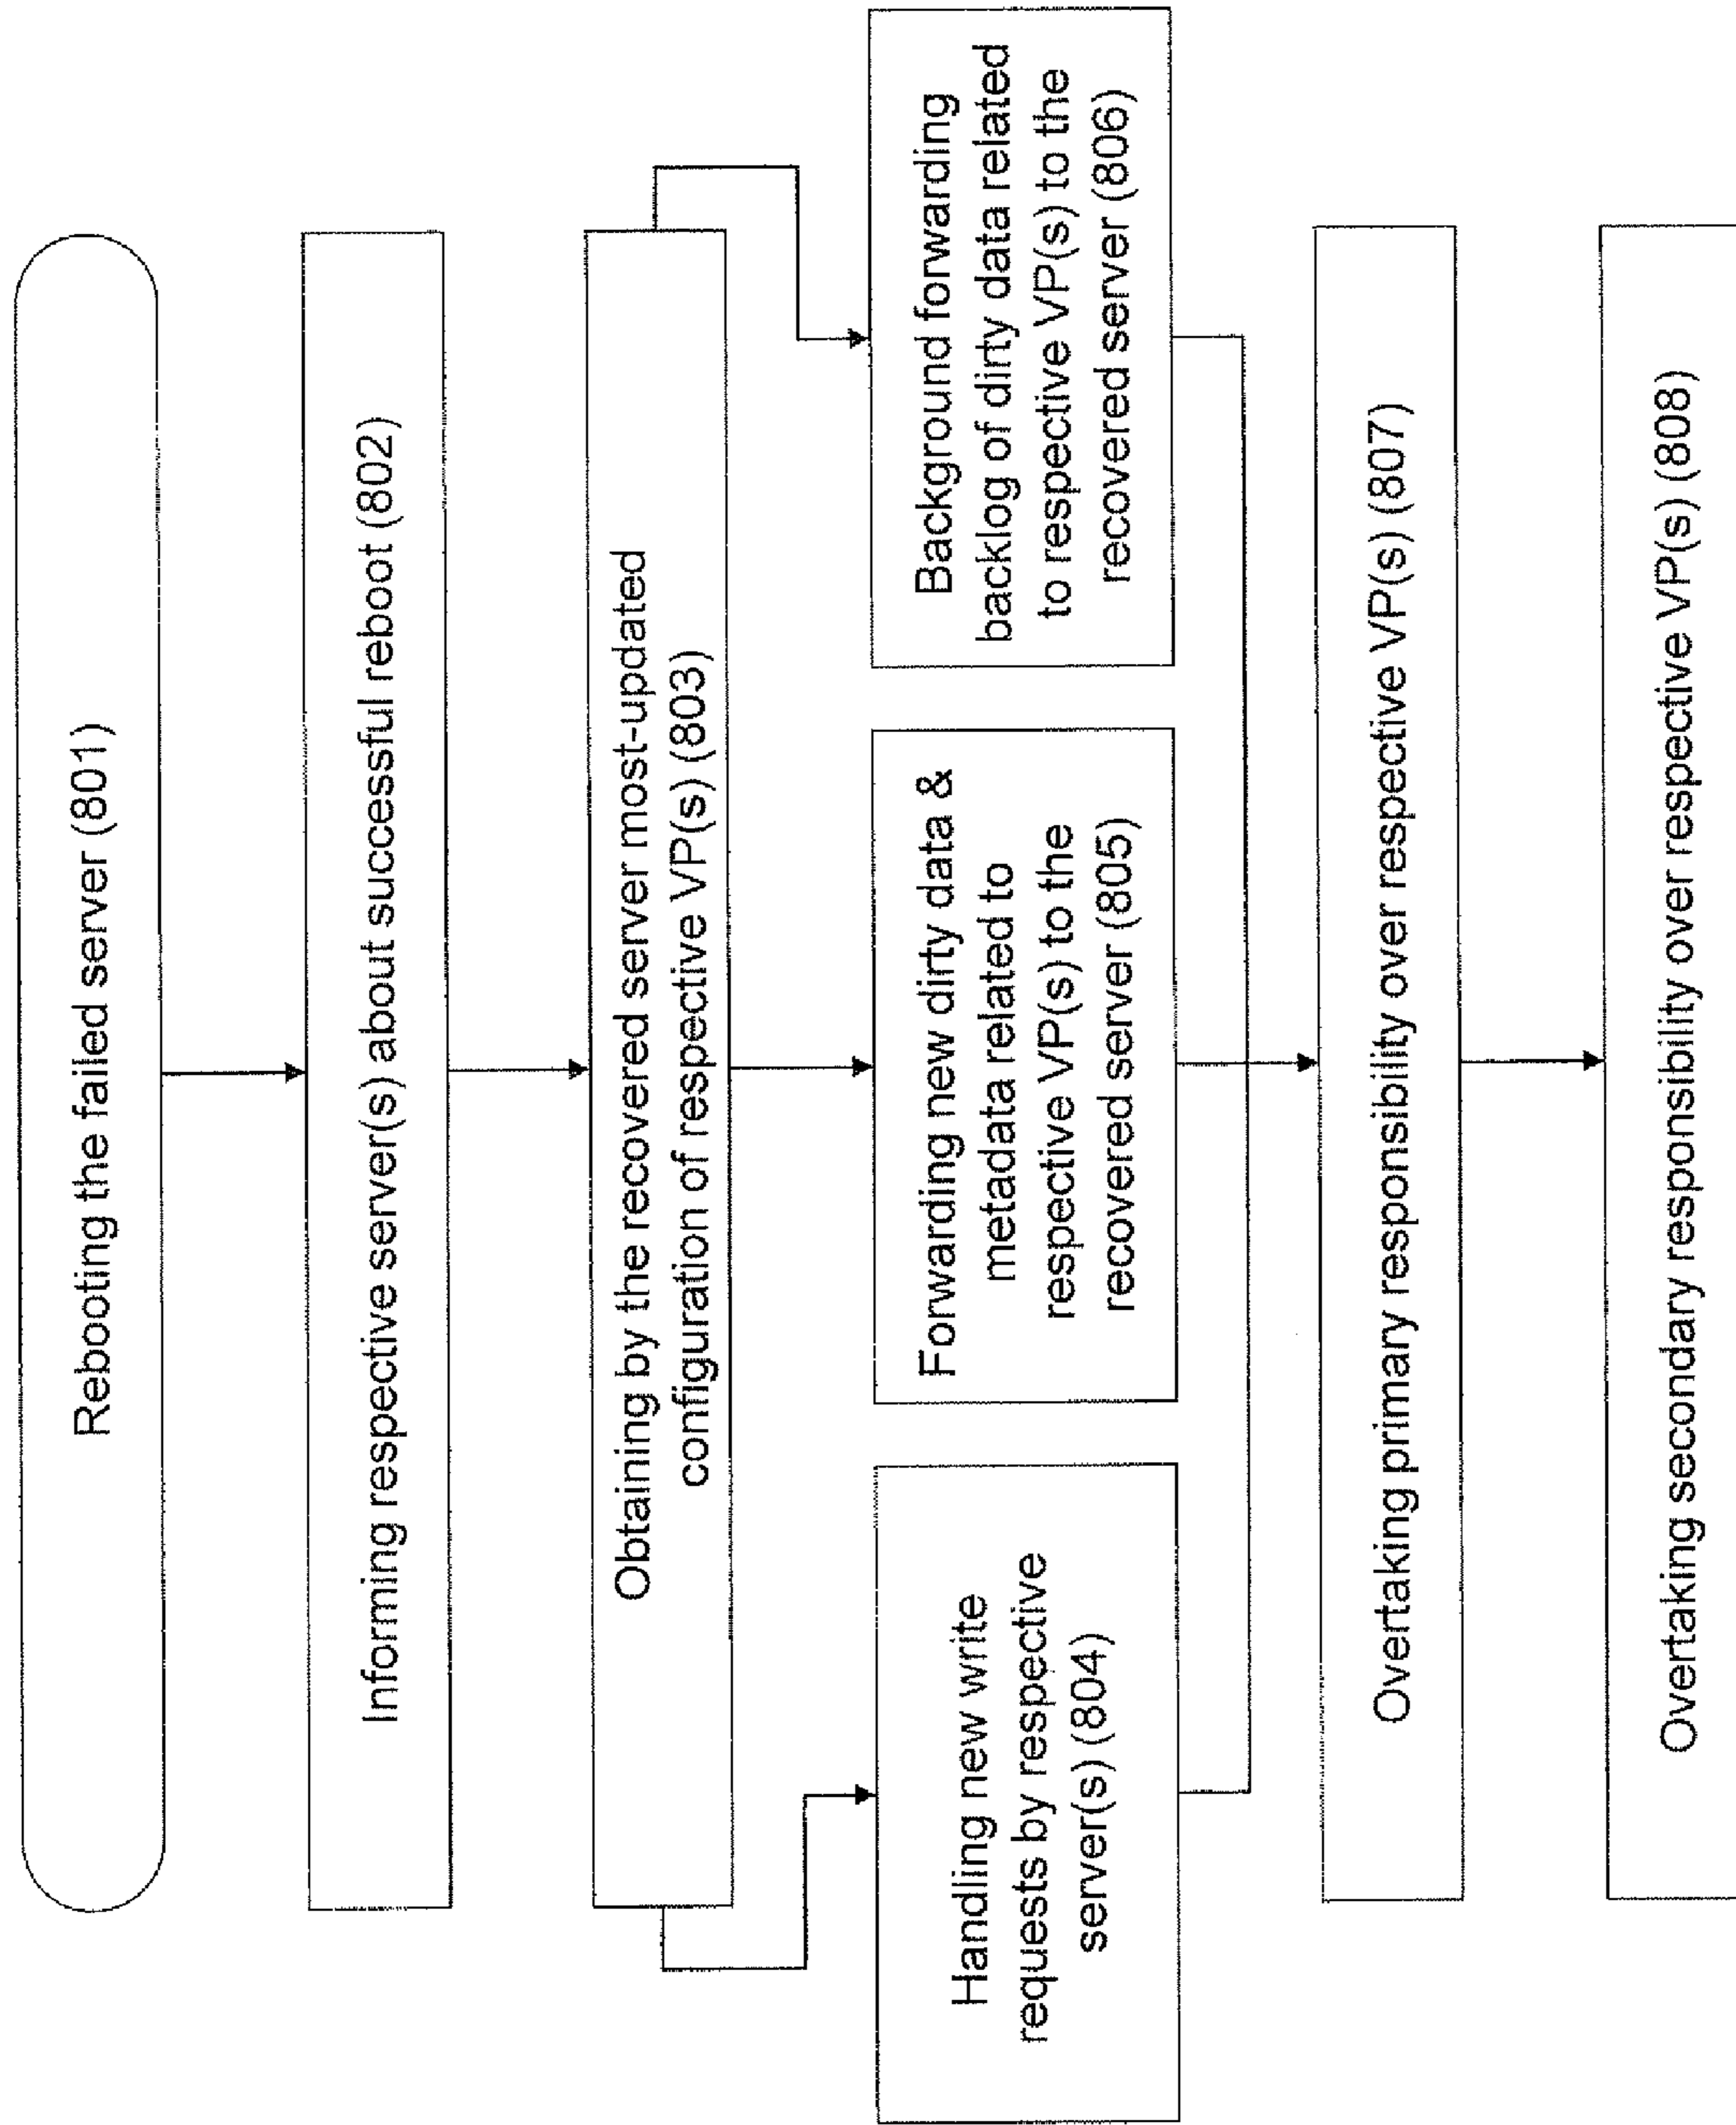 Rebooting the failed server (801)
Informing respective server(s) about successful reboot (802)
Obtaining by the recovered server most-updated
configuration of respective VP(s) (803)
Handling new write
requests by respective
server(s) (804)
Forwarding new dirty data &
metadata related to
respective VP(s) to the
recovered server (805)
Background forwarding
backlog of dirty data related
to respective VP(s) to the
recovered server (806)
Overtaking primary responsibility over respective VP(s) (807)
Overtaking secondary responsibility over respective VP(s) (808)